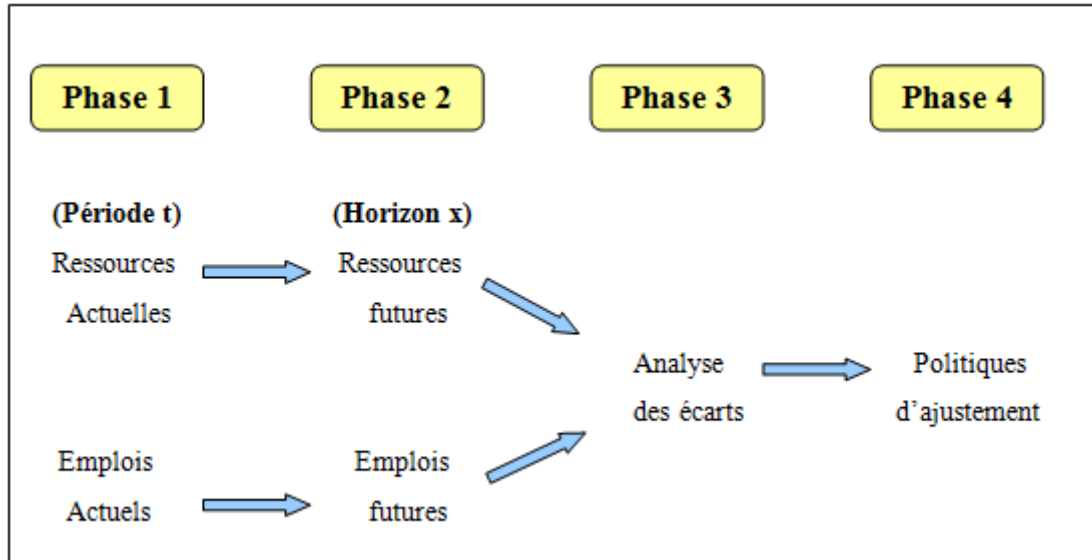 Phase 1
Phase 2
Phase 3
Phase 4
(Période t)
(Horizon x)
Ressources
Actuelles
Ressources
futures
Analyse
des écarts
Politiques
d’ajustement
Emplois
Actuels
Emplois
futures